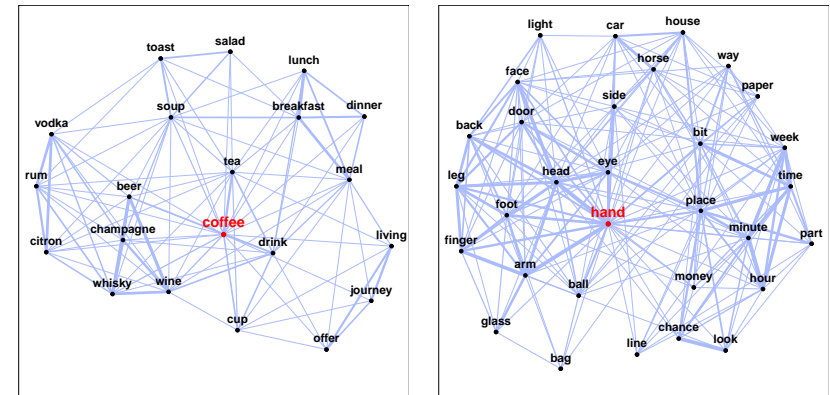 salad
toast
lunch
soup
breakfast
dinner
vodka
tea
meal
rum
beer
coffee
champagne
citron
drink
living
whisky
wine
journey
cup
offer
light
car
house
horse
way
face
paper
side
door
back
bit
week
eye
leg
head
time
foot
hand
place
minute
part
finger
arm
ball
money
hour
glass
chance
line
look
bag